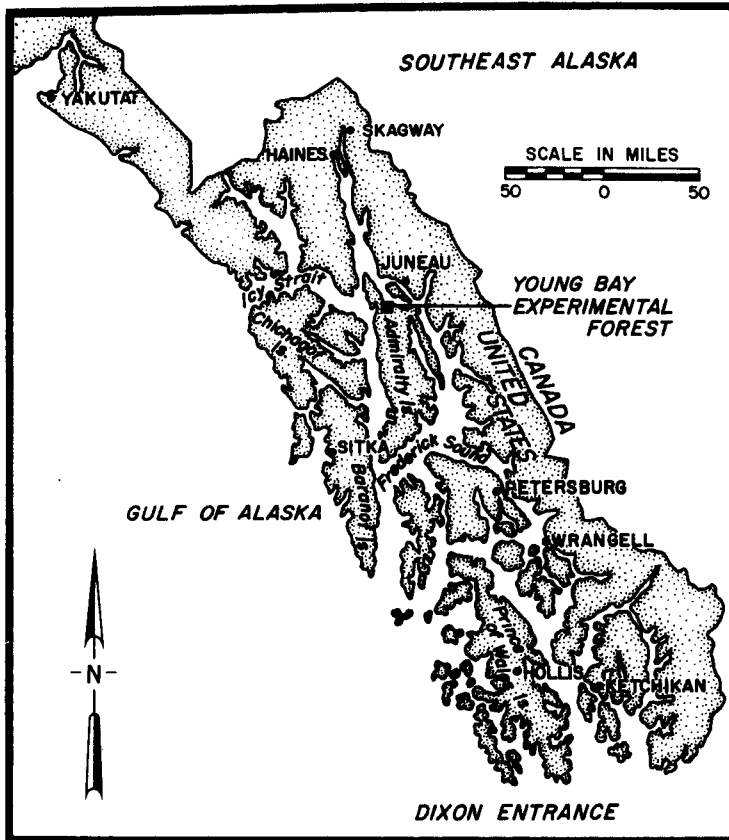 SOUTHEAST ALASKA
YAKUTAT
SKAGWAY
HAINES
SCALE IN MILES
50 0 50
JUNEAU
YOUNG BAY
EXPERIMENTAL
FOREST
Icy Strait
Chichagof
Is.
Admiralty Is.
CANADA
UNITED
STATES
SITKA
Frederick Sound
Baranof Is.
PETERSBURG
GULF OF ALASKA
WRANGELL
Prince
of Wales Is.
HOLLIS
KETCHIKAN
N
DIXON ENTRANCE